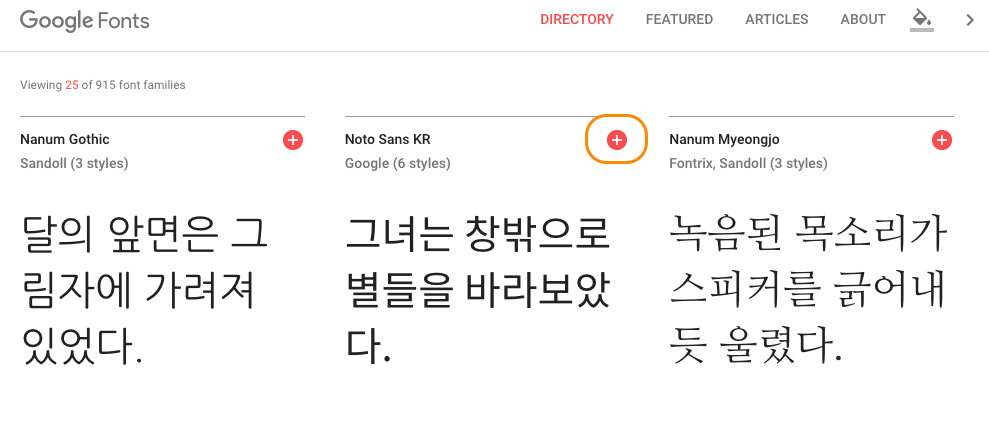 Google Fonts
DIRECTORY
FEATURED
ARTICLES
ABOUT
Viewing 25 of 915 font families
Nanum Gothic
Sandoll (3 styles)
달의 앞면은 그
림자에 가려져
있었다.
Noto Sans KR
Google (6 styles)
그녀는 창밖으로
별들을 바라보았
다.
Nanum Myeongjo
Fontrix, Sandoll (3 styles)
녹음된 목소리가
스피커를 긁어내
듯 울렸다.